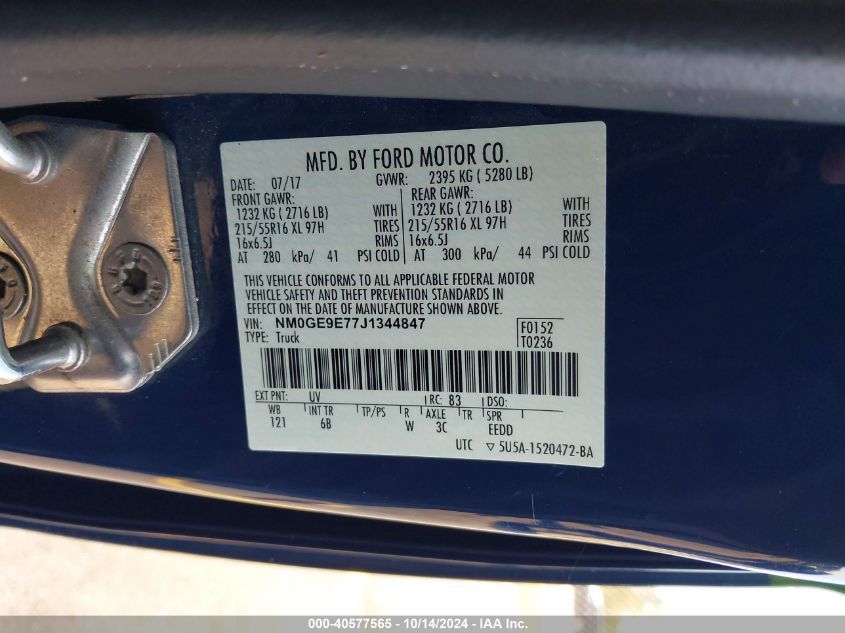 MFD. BY FORD MOTOR CO.
DATE: 07/17 GVWR: 2395 KG ( 5280 LB)
FRONT GAWR: REAR GAWR:
1232 KG ( 2716 LB) WITH 1232 KG ( 2716 LB) WITH
215/55R16 XL 97H TIRES 215/55R16 XL 97H TIRES
16x6.5J RIMS 16x6.5J RIMS
AT 280 kPa/ 41 PSI COLD AT 300 kPa/ 44 PSI COLD
THIS VEHICLE CONFORMS TO ALL APPLICABLE FEDERAL MOTOR
VEHICLE SAFETY AND THEFT PREVENTION STANDARDS IN
EFFECT ON THE DATE OF MANUFACTURE SHOWN ABOVE.
VIN: NM0GE9E77J1344847 F0152
TYPE: Truck T0236
EXT PNT: UV RC: 83 DSO:
WB INT TR TP/PS R AXLE TR SPR
121 6B W 3C EEDD
UTC ▽ 5U5A-1520472-BA
000-40577565 - 10/14/2024 - IAA Inc.